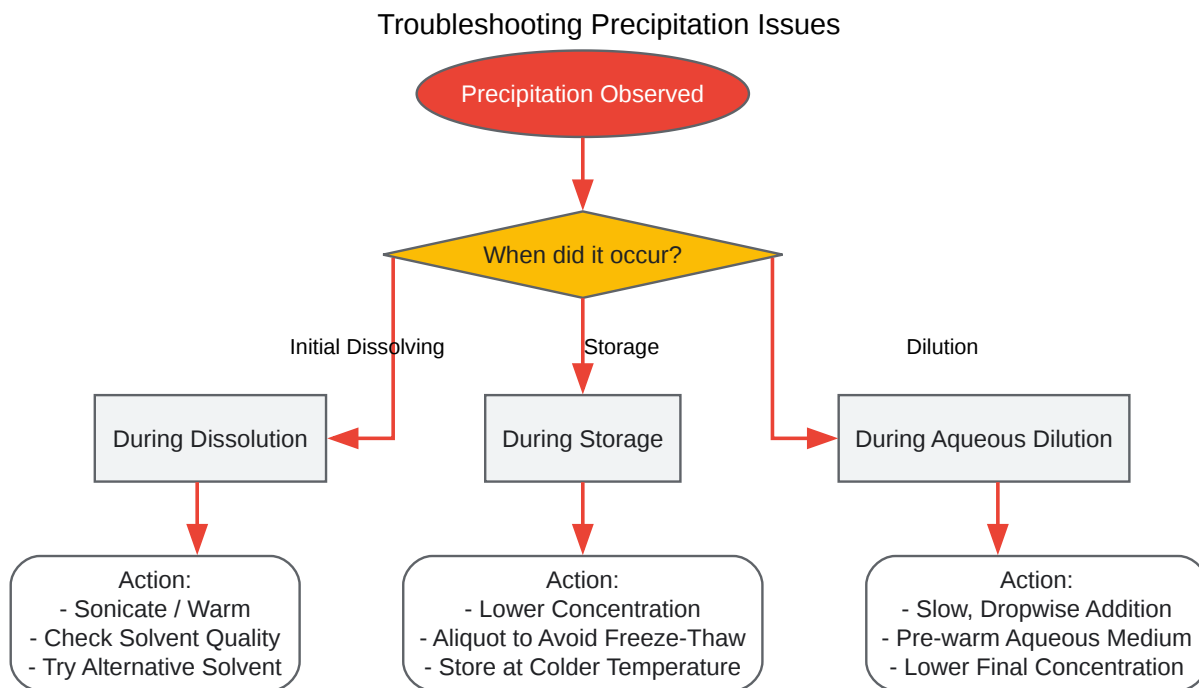 Troubleshooting Precipitation Issues
Precipitation Observed
When did it occur?
Initial Dissolving
Storage
Dilution
During Dissolution
During Storage
During Aqueous Dilution
Action:
- Sonicate / Warm
- Check Solvent Quality
- Try Alternative Solvent
Action:
- Lower Concentration
- Aliquot to Avoid Freeze-Thaw
- Store at Colder Temperature
Action:
- Slow, Dropwise Addition
- Pre-warm Aqueous Medium
- Lower Final Concentration